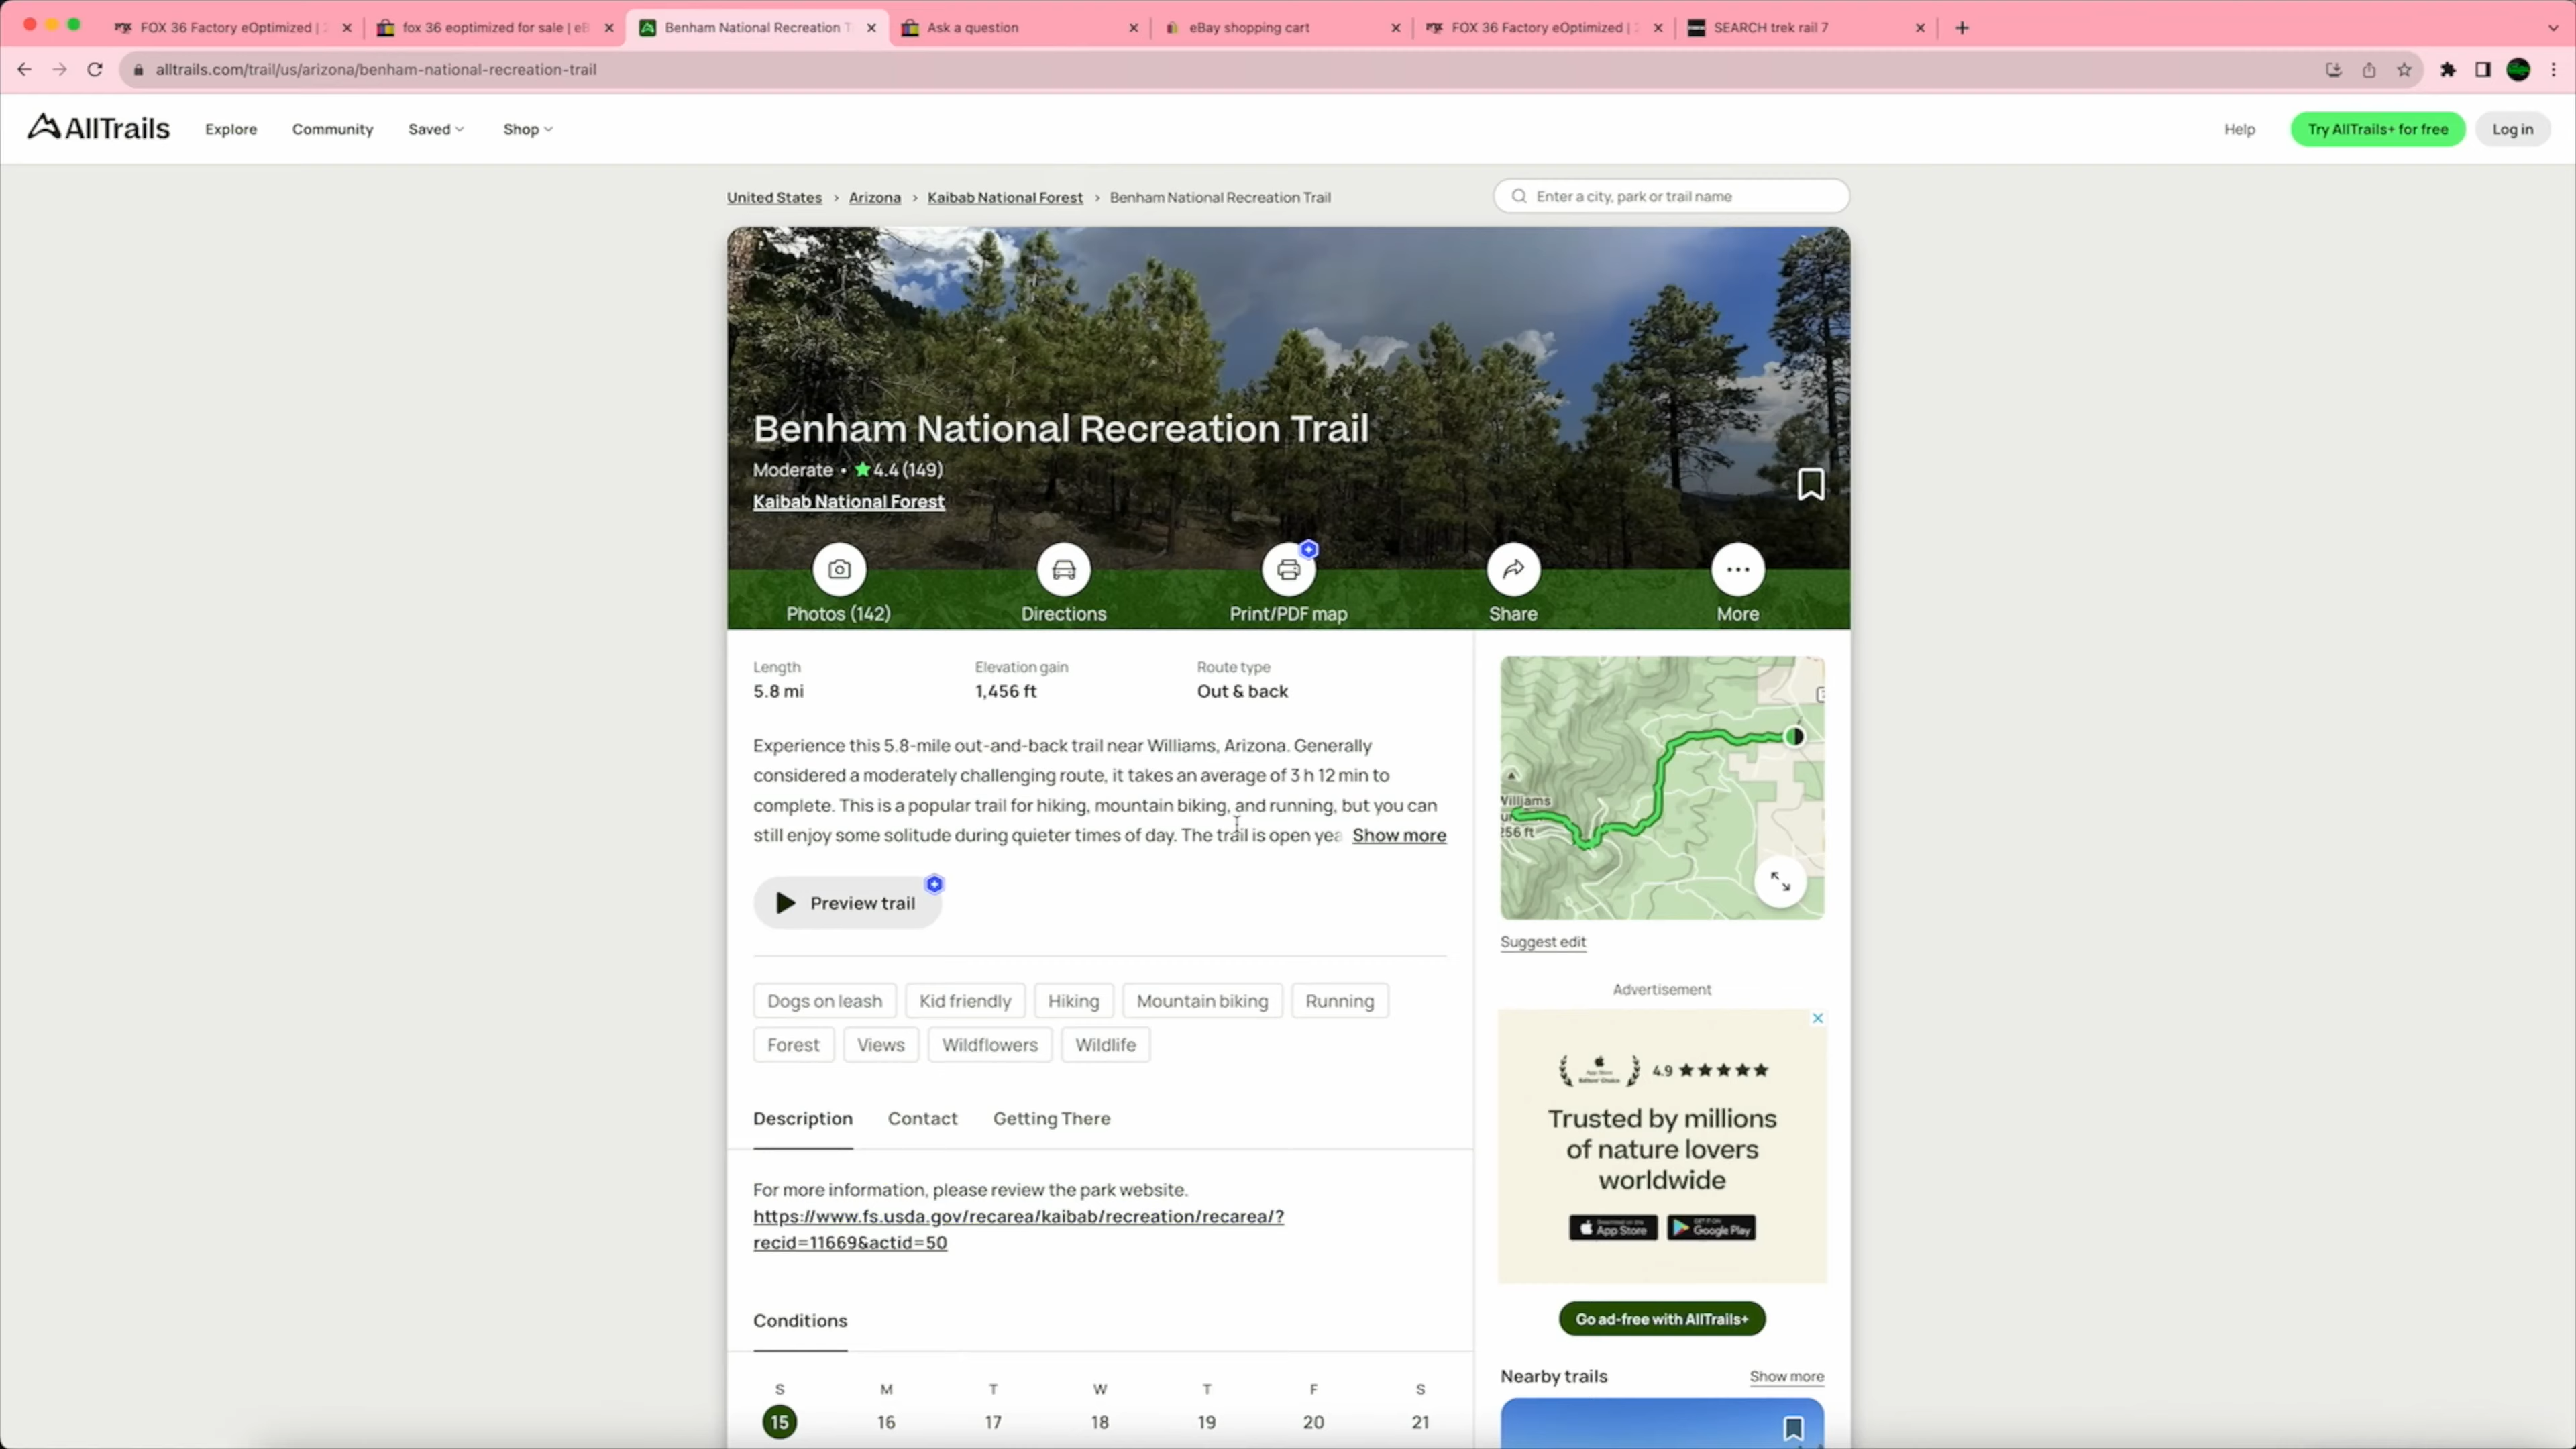 FOX 36 Factory eOptimized |
fox 36 eoptimized for sale | eB
Benham National Recreation T
Ask a question
eBay shopping cart
FOX 36 Factory eOptimized |
SEARCH trek rail 7
alltrails.com/trail/us/arizona/benham-national-recreation-trail
AllTrails
Explore
Community
Saved
Shop
Help
Try AllTrails+ for free
Log in
United States › Arizona › Kaibab National Forest › Benham National Recreation Trail
Enter a city, park or trail name
Benham National Recreation Trail
Moderate • ★ 4.4 (149)
Kaibab National Forest
Photos (142)
Directions
Print/PDF map
Share
More
Length
Elevation gain
Route type
5.8 mi
1,456 ft
Out & back
Experience this 5.8-mile out-and-back trail near Williams, Arizona. Generally
considered a moderately challenging route, it takes an average of 3 h 12 min to
complete. This is a popular trail for hiking, mountain biking, and running, but you can
still enjoy some solitude during quieter times of day. The trail is open yea Show more
Preview trail
Dogs on leash
Kid friendly
Hiking
Mountain biking
Running
Forest
Views
Wildflowers
Wildlife
Description
Contact
Getting There
For more information, please review the park website.
https://www.fs.usda.gov/recarea/kaibab/recreation/recarea/?
recid=11669&actid=50
Conditions
S M T W T F S
15 16 17 18 19 20 21
Williams
256 ft
Suggest edit
Advertisement
App Store
Editors' Choice
4.9 ★★★★★
Trusted by millions
of nature lovers
worldwide
Download on the
App Store
GET IT ON
Google Play
Go ad-free with AllTrails+
Nearby trails
Show more